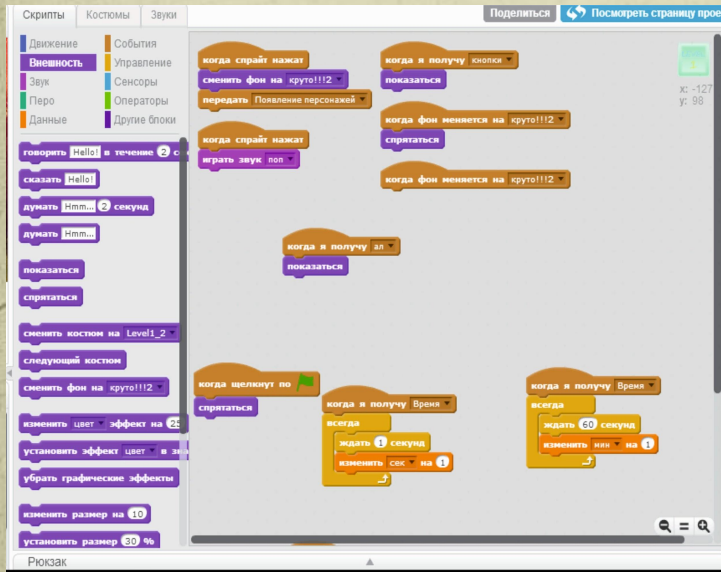 Скрипты Костюмы Звуки
Поделиться Посмотреть страницу прое
Движение События
Внешность Управление
Звук Сенсоры
Перо Операторы
Данные Другие блоки
говорить Hello! в течение 2 се
сказать Hello!
думать Hmm... 2 секунд
думать Hmm...
показаться
спрятаться
сменить костюм на Level1_2
следующий костюм
сменить фон на круто!!!2
изменить цвет эффект на 25
установить эффект цвет в зна
убрать графические эффекты
изменить размер на 10
установить размер 30 %
когда спрайт нажат
сменить фон на круто!!!2
передать Появление персонажей
когда спрайт нажат
играть звук поп
когда я получу кнопки
показаться
когда фон меняется на круто!!!2
спрятаться
когда фон меняется на круто!!!2
x: -127
y: 98
когда я получу ал
показаться
когда щелкнут по
спрятаться
когда я получу Время
всегда
ждать 1 секунд
изменить сек на 1
когда я получу Время
всегда
ждать 60 секунд
изменить мин на 1
Рюкзак